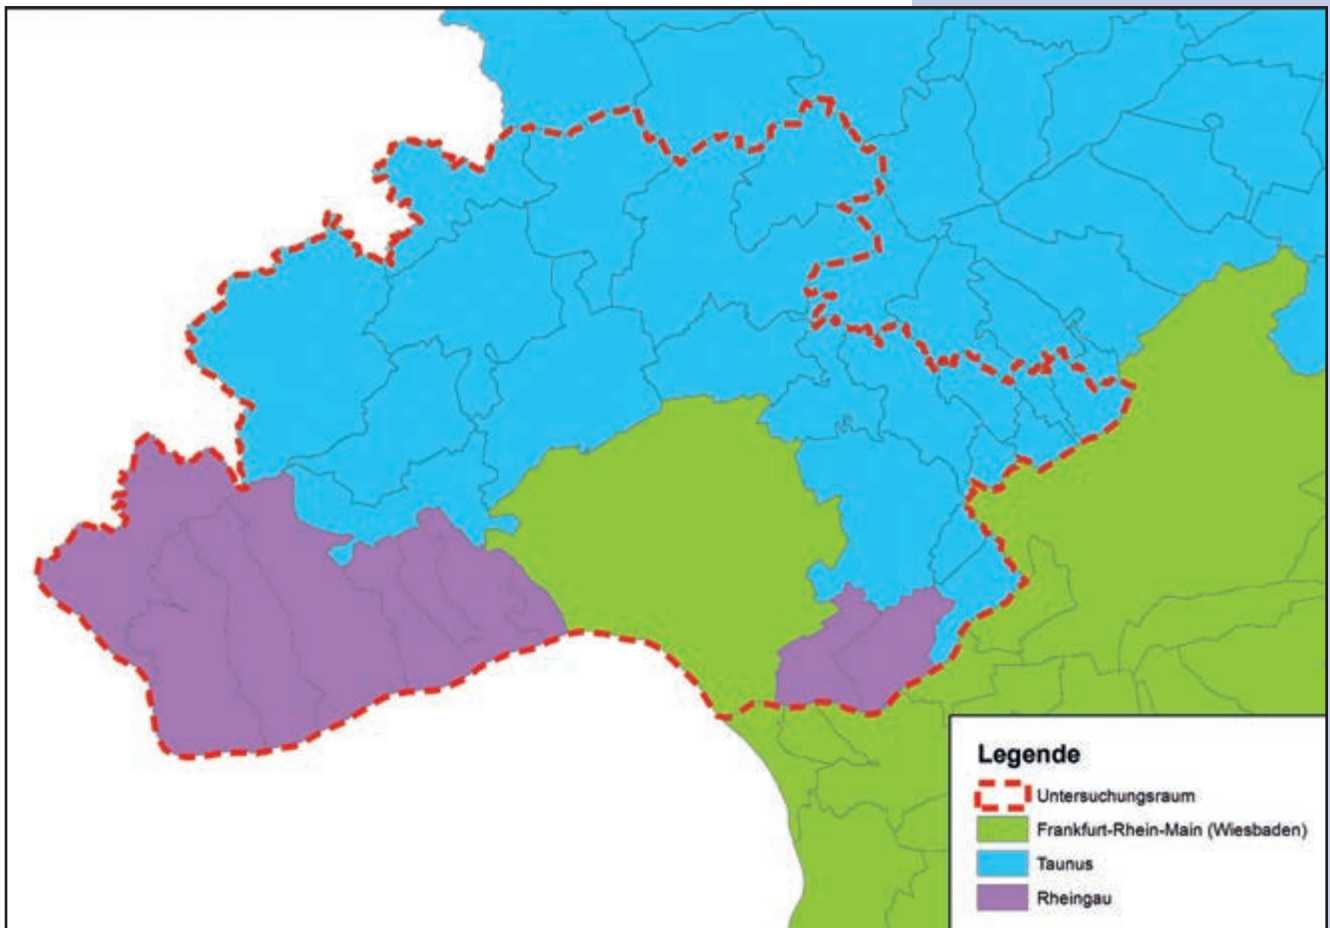 Legende
Untersuchungsraum
Frankfurt-Rhein-Main (Wiesbaden)
Taunus
Rheingau